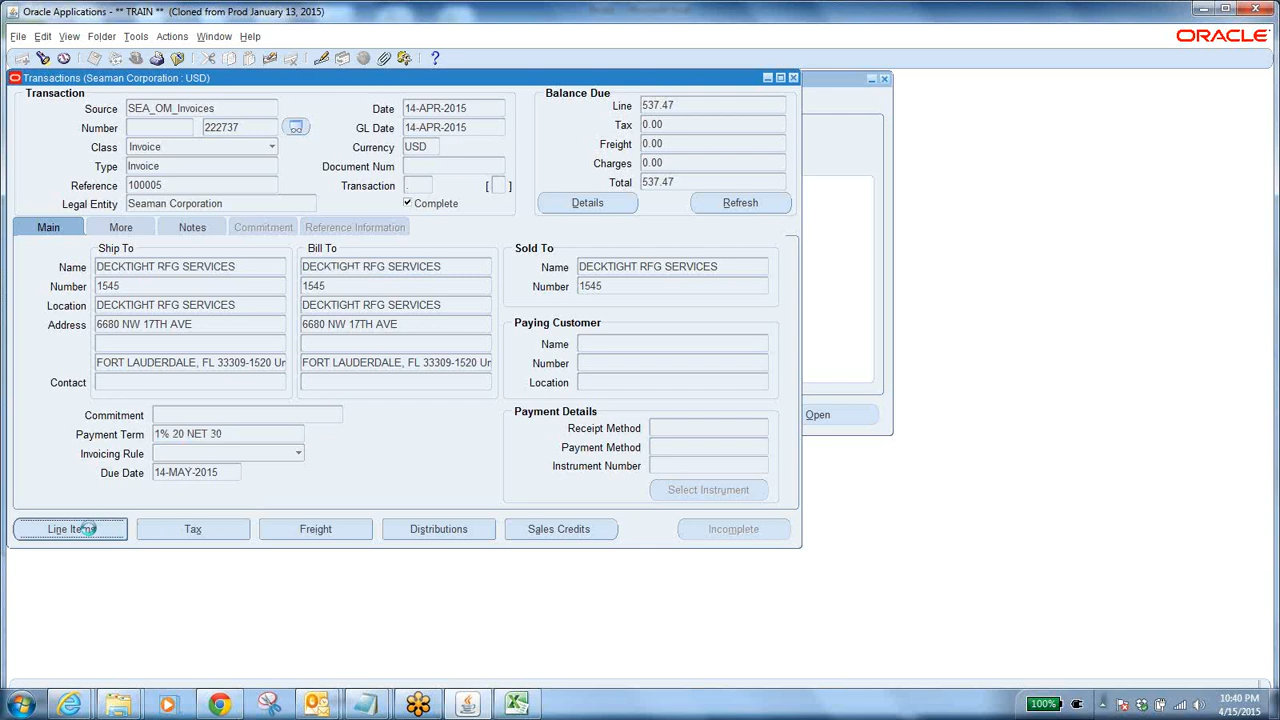 Oracle Applications - ** TRAIN ** (Cloned from Prod January 13, 2015)
File Edit View Folder Tools Actions Window Help
ORACLE
Transactions (Seaman Corporation : USD)
Transaction
Source SEA_OM_Invoices
Number 222737
Class Invoice
Type Invoice
Reference 100005
Legal Entity Seaman Corporation
Date 14-APR-2015
GL Date 14-APR-2015
Currency USD
Document Num
Transaction . [ ]
Complete
Balance Due
Line 537.47
Tax 0.00
Freight 0.00
Charges 0.00
Total 537.47
Details Refresh
Main More Notes Commitment Reference Information
Ship To
Name DECKTIGHT RFG SERVICES
Number 1545
Location DECKTIGHT RFG SERVICES
Address 6680 NW 17TH AVE
FORT LAUDERDALE, FL 33309-1520 Ur
Contact
Bill To
DECKTIGHT RFG SERVICES
1545
DECKTIGHT RFG SERVICES
6680 NW 17TH AVE
FORT LAUDERDALE, FL 33309-1520 Ur
Sold To
Name DECKTIGHT RFG SERVICES
Number 1545
Paying Customer
Name
Number
Location
Commitment
Payment Term 1% 20 NET 30
Invoicing Rule
Due Date 14-MAY-2015
Payment Details
Receipt Method
Payment Method
Instrument Number
Select Instrument
Open
Line Items Tax Freight Distributions Sales Credits Incomplete
100%
10:40 PM
4/15/2015